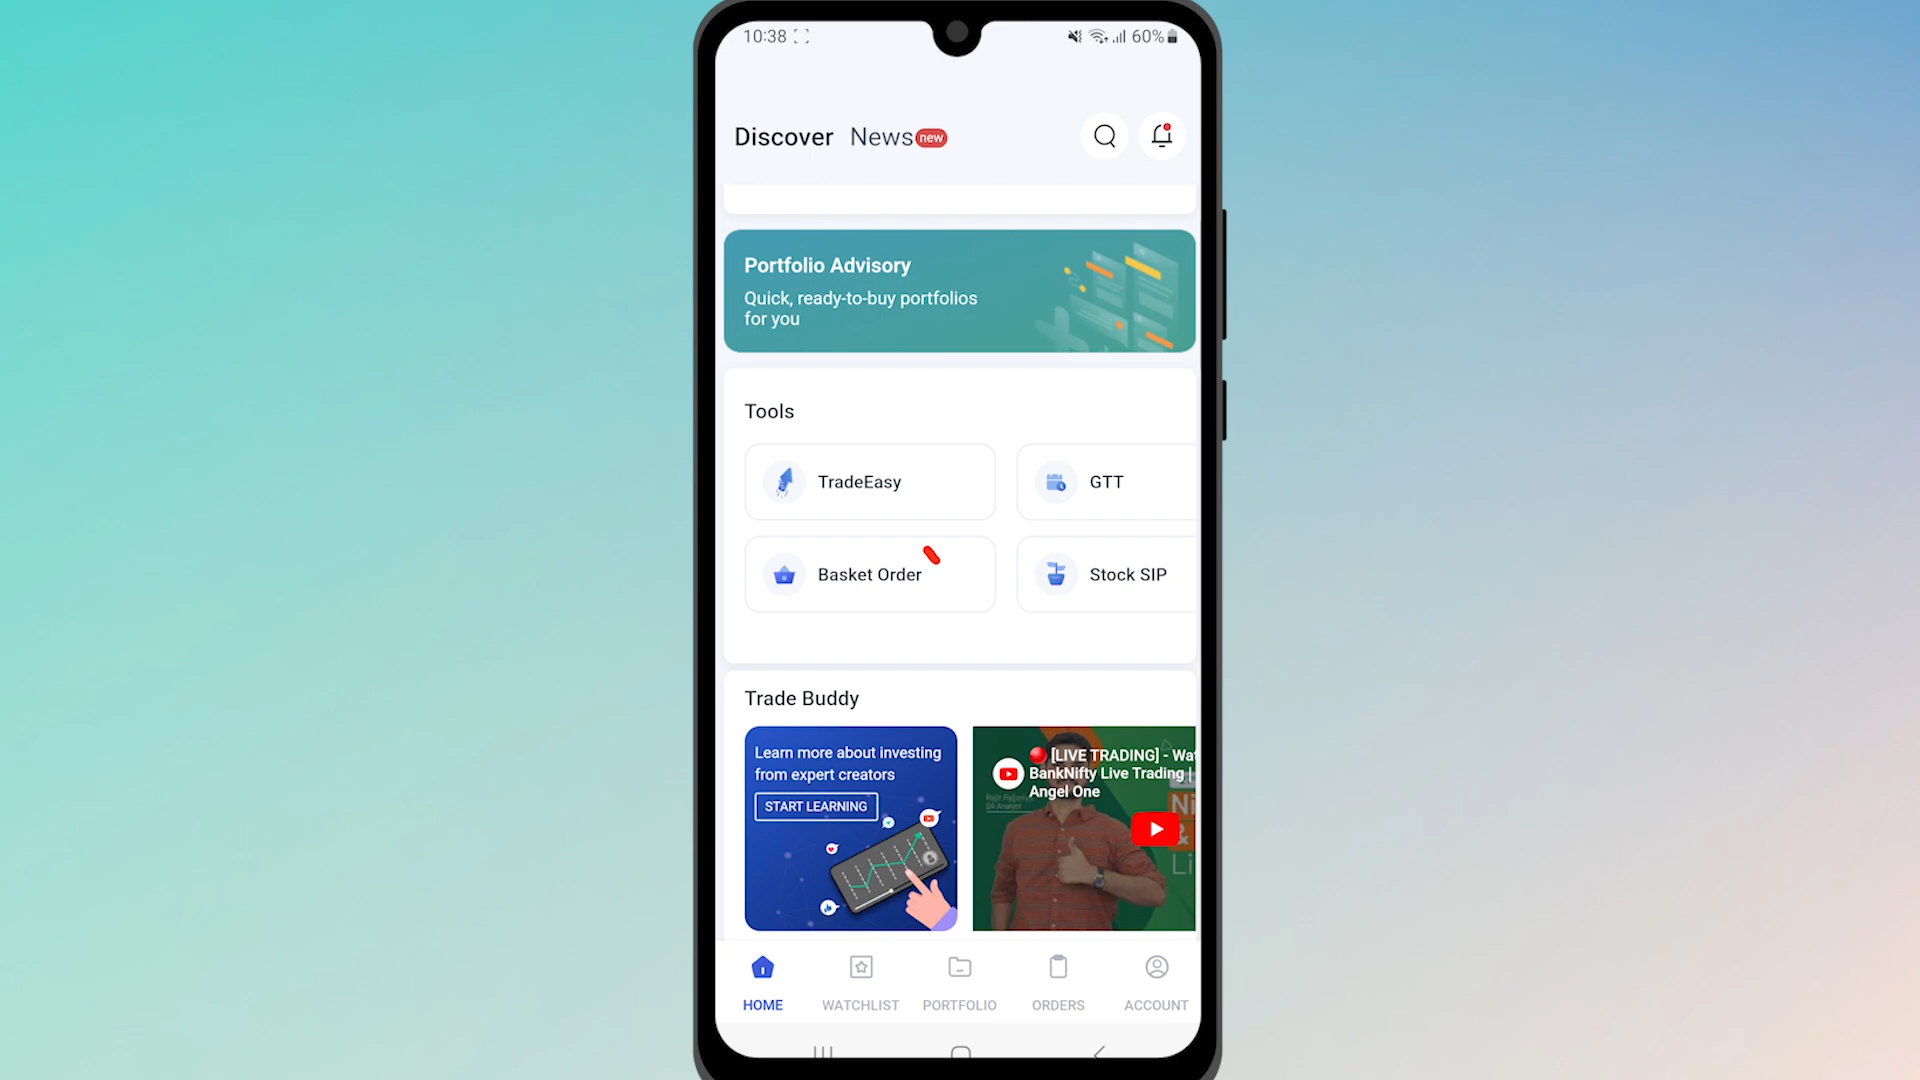 10:38
60%
Discover News new
Portfolio Advisory
Quick, ready-to-buy portfolios
for you
Tools
TradeEasy
GTT
Basket Order
Stock SIP
Trade Buddy
Learn more about investing
from expert creators
START LEARNING
[LIVE TRADING] - Wat
BankNifty Live Trading |
Angel One
Ni
&
Li
HOME
WATCHLIST
PORTFOLIO
ORDERS
ACCOUNT